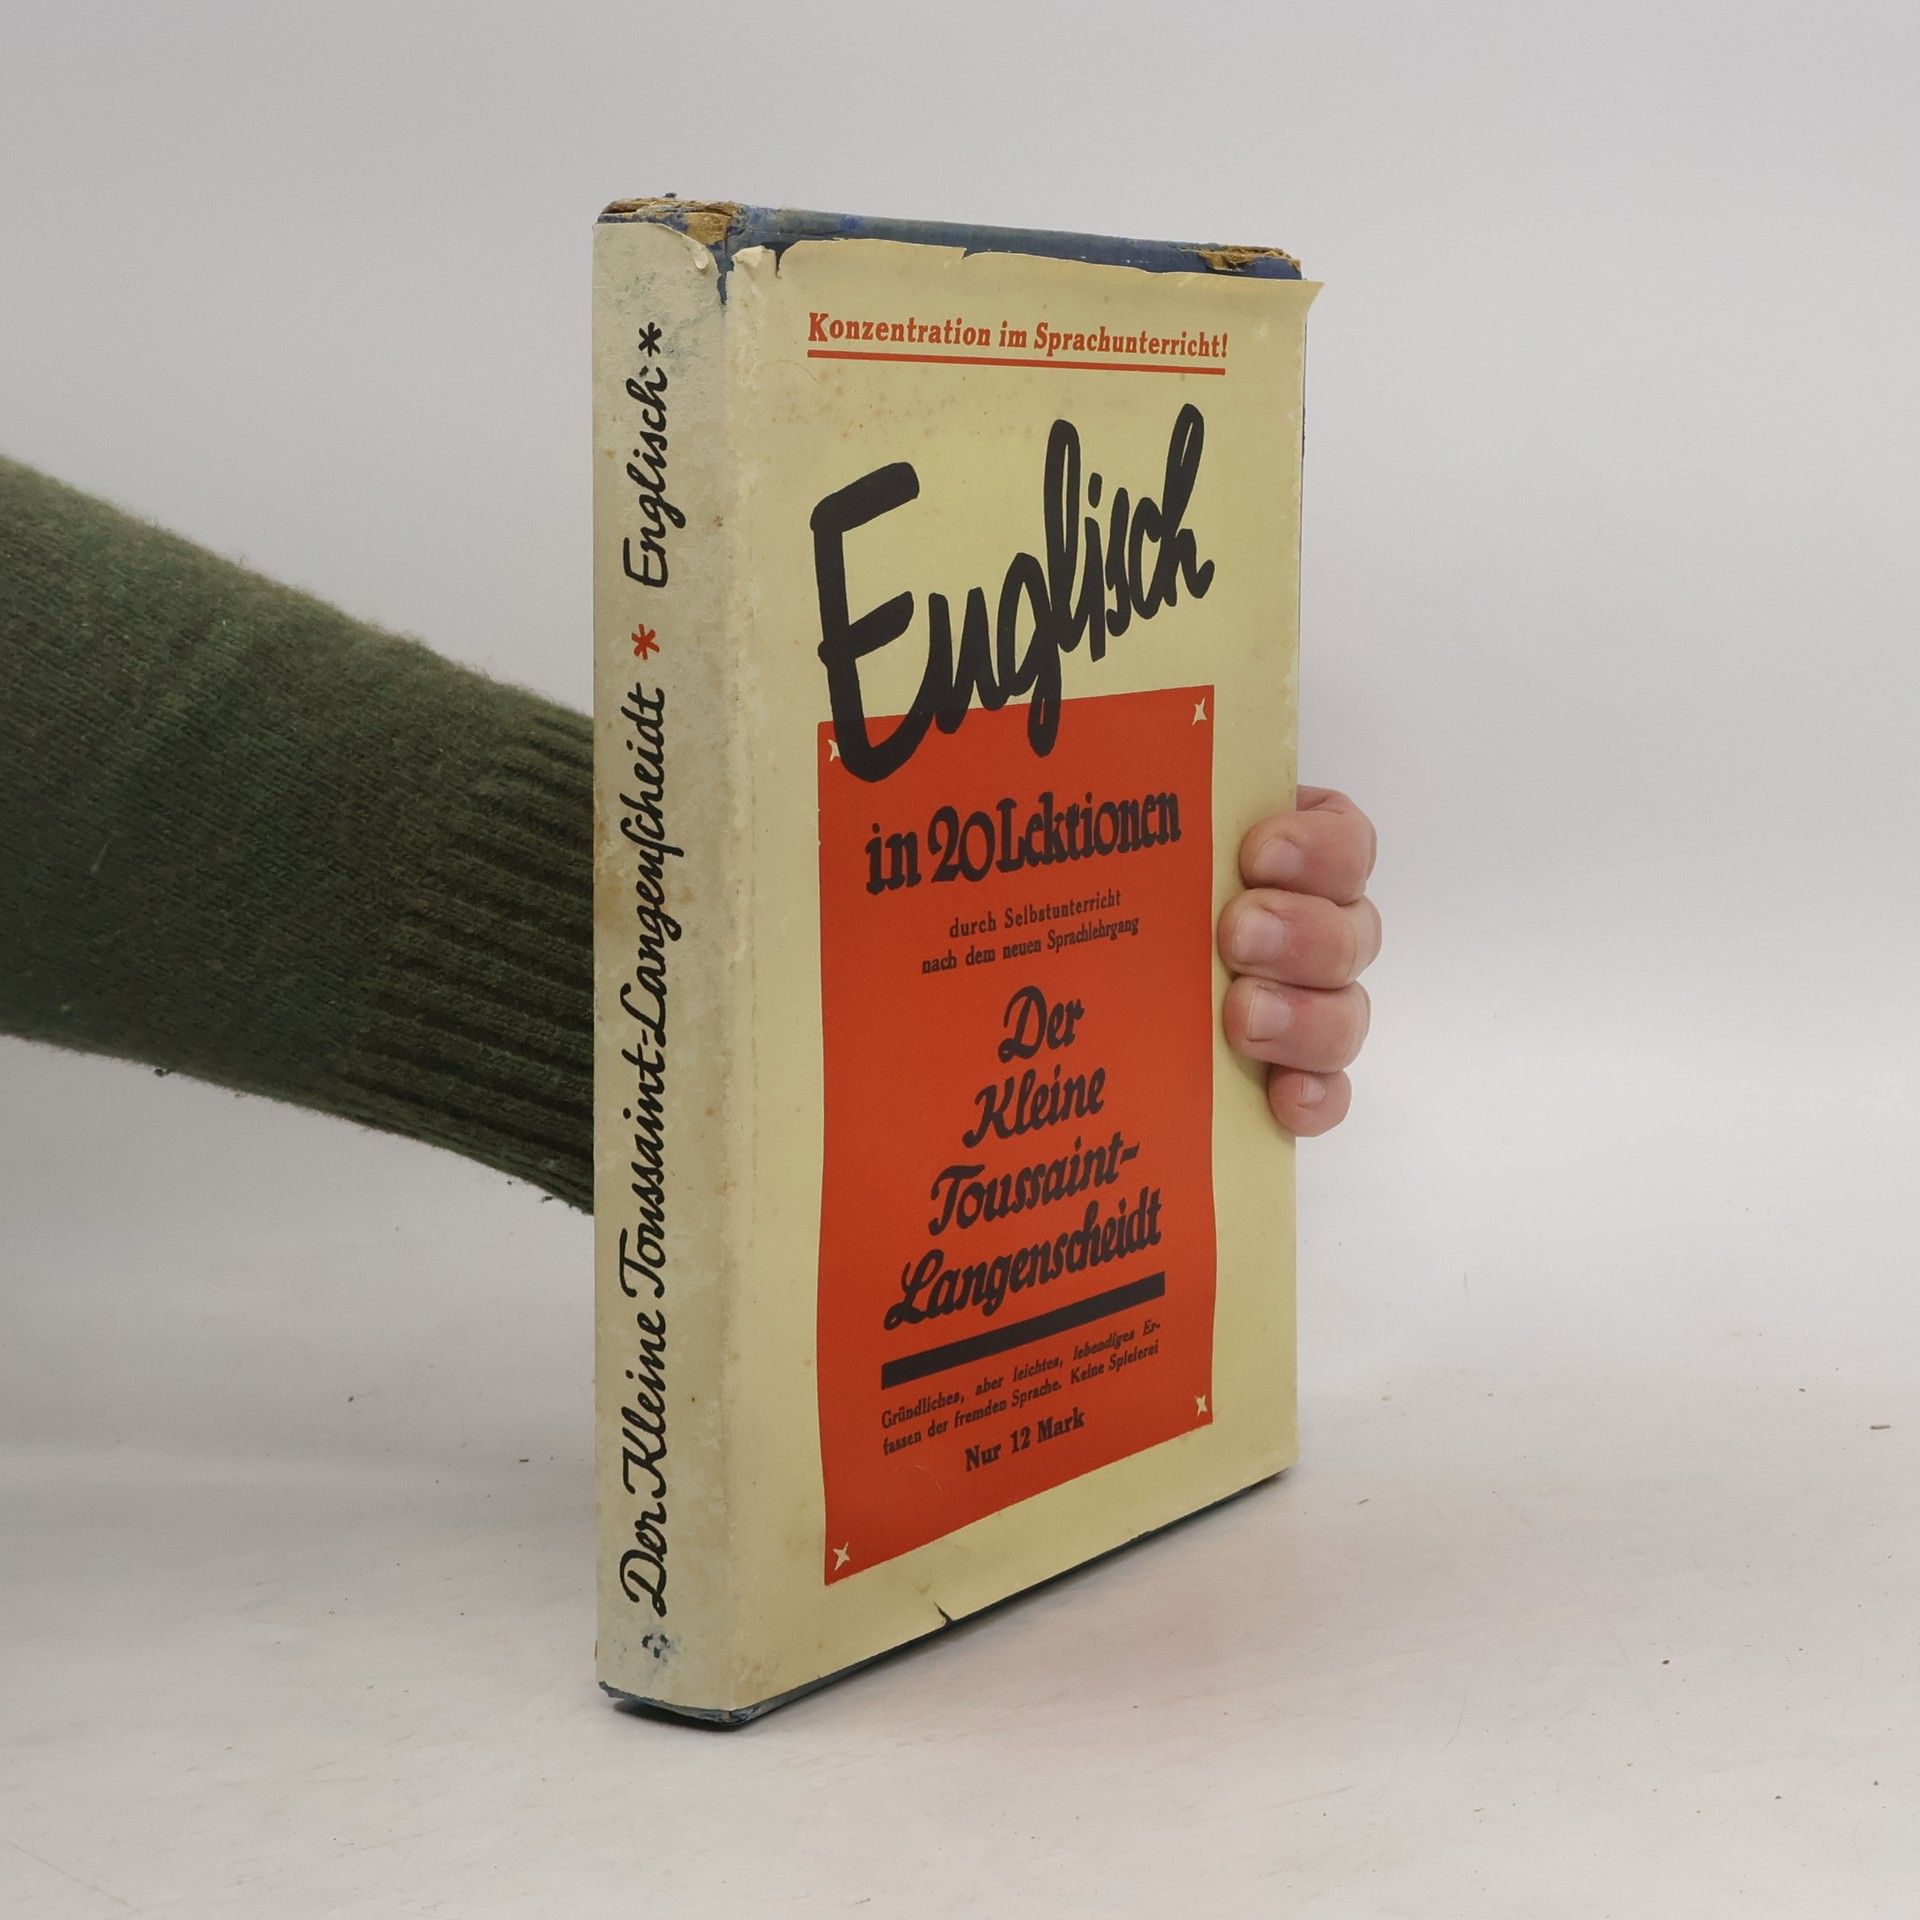 Der Kleine Toussaint-Langenſcheidt * Englisch *
Konzentration im Sprachunterricht!
Englisch
in 20 Lektionen
durch Selbstunterricht
nach dem neuen Sprachlehrgang
Der
Kleine
Toussaint-
Langenscheidt
Gründliches, aber leichtes, lebendiges Er-
fassen der fremden Sprache. Keine Spielerei
Nur 12 Mark